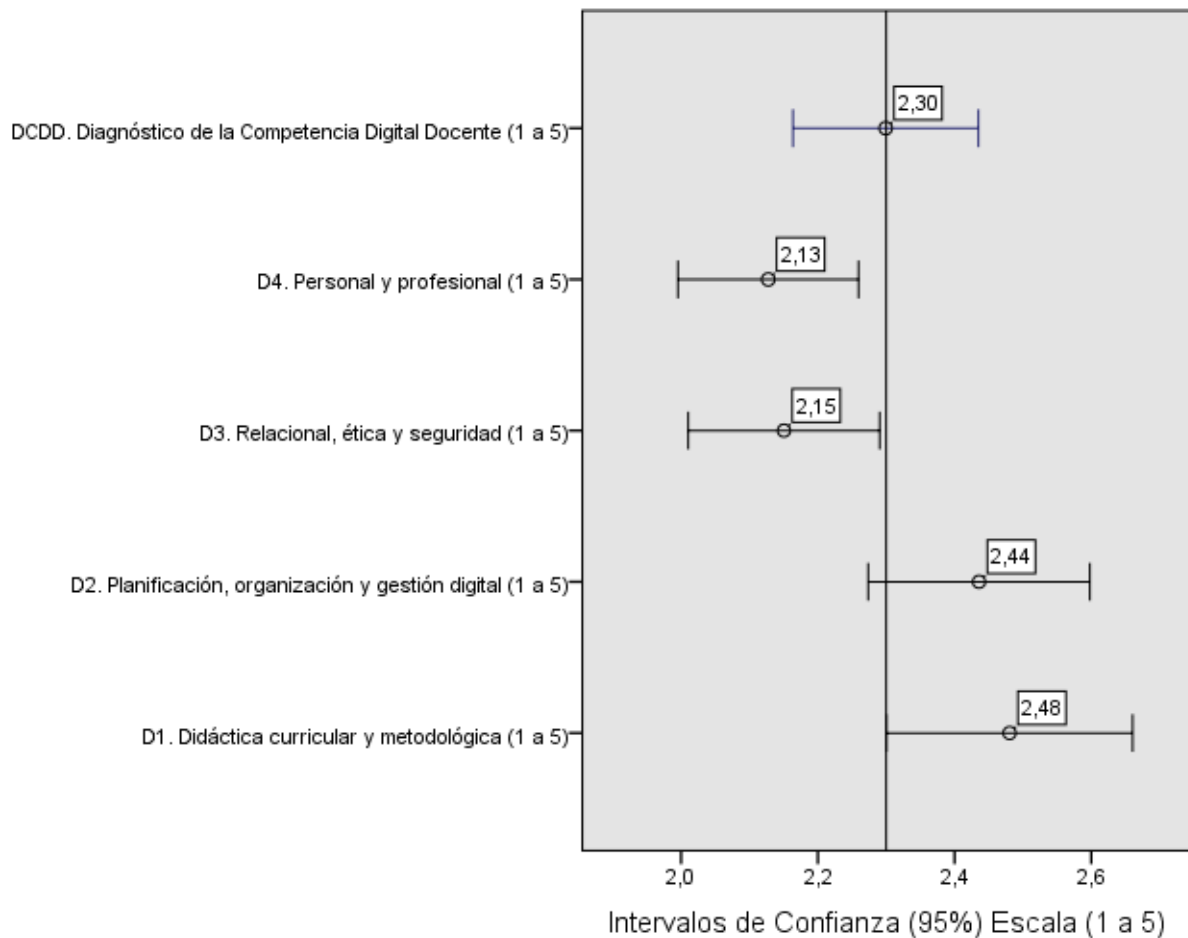 2,30
DCDD. Diagnóstico de la Competencia Digital Docente (1 a 5)
2,13
D4. Personal y profesional (1 a 5)
2,15
D3. Relacional, ética y seguridad (1 a 5)
2,44
D2. Planificación, organización y gestión digital (1 a 5)
2,48
D1. Didáctica curricular y metodológica (1 a 5)
2,0 2,2 2,4 2,6
Intervalos de Confianza (95%) Escala (1 a 5)